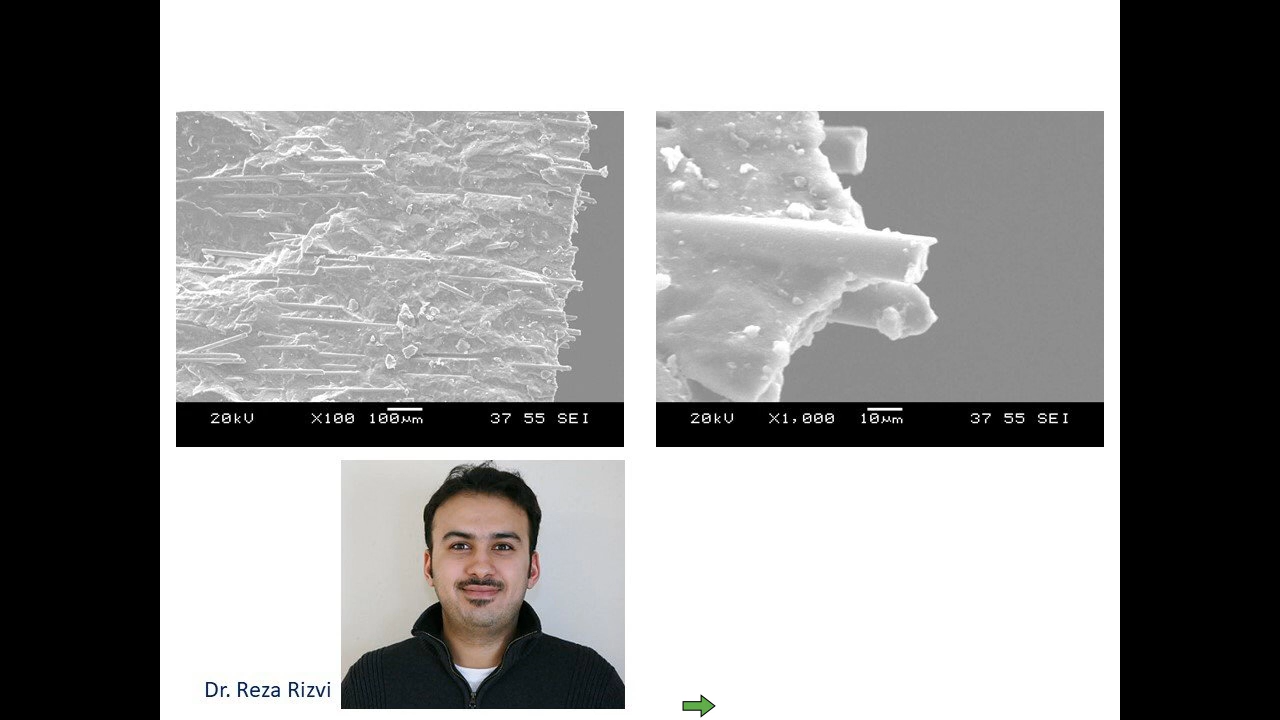 20kV X100 100µm 37 55 SEI
20kV X1,000 10µm 37 55 SEI
Dr. Reza Rizvi